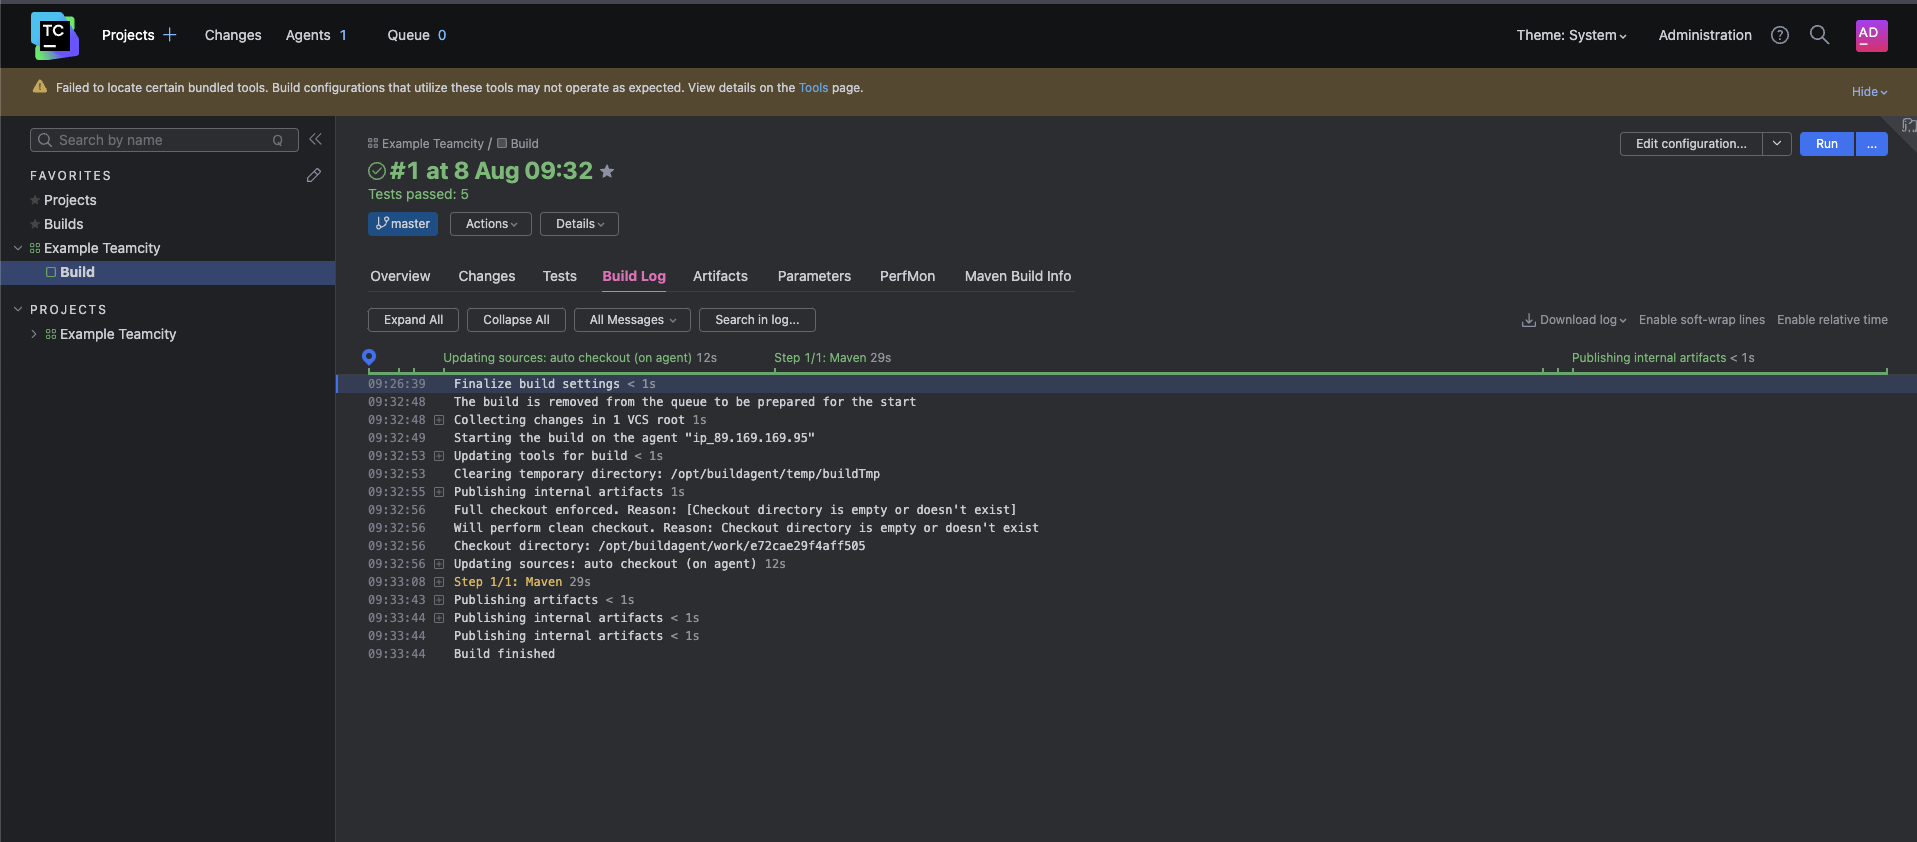 TC
Projects
Changes
Agents 1
Queue 0
Theme: System
Administration
AD
Failed to locate certain bundled tools. Build configurations that utilize these tools may not operate as expected. View details on the Tools page.
Hide
Search by name Q
FAVORITES
Projects
Builds
Example Teamcity
Build
PROJECTS
Example Teamcity
Example Teamcity / Build
Edit configuration...
Run
...
#1 at 8 Aug 09:32
Tests passed: 5
master
Actions
Details
Overview
Changes
Tests
Build Log
Artifacts
Parameters
PerfMon
Maven Build Info
Expand All
Collapse All
All Messages
Search in log...
Download log
Enable soft-wrap lines
Enable relative time
Updating sources: auto checkout (on agent) 12s
Step 1/1: Maven 29s
Publishing internal artifacts < 1s
09:26:39 Finalize build settings < 1s
09:32:48 The build is removed from the queue to be prepared for the start
09:32:48 Collecting changes in 1 VCS root 1s
09:32:49 Starting the build on the agent "ip_89.169.169.95"
09:32:53 Updating tools for build < 1s
09:32:53 Clearing temporary directory: /opt/buildagent/temp/buildTmp
09:32:55 Publishing internal artifacts 1s
09:32:56 Full checkout enforced. Reason: [Checkout directory is empty or doesn't exist]
09:32:56 Will perform clean checkout. Reason: Checkout directory is empty or doesn't exist
09:32:56 Checkout directory: /opt/buildagent/work/e72cae29f4aff505
09:32:56 Updating sources: auto checkout (on agent) 12s
09:33:08 Step 1/1: Maven 29s
09:33:43 Publishing artifacts < 1s
09:33:44 Publishing internal artifacts < 1s
09:33:44 Publishing internal artifacts < 1s
09:33:44 Build finished